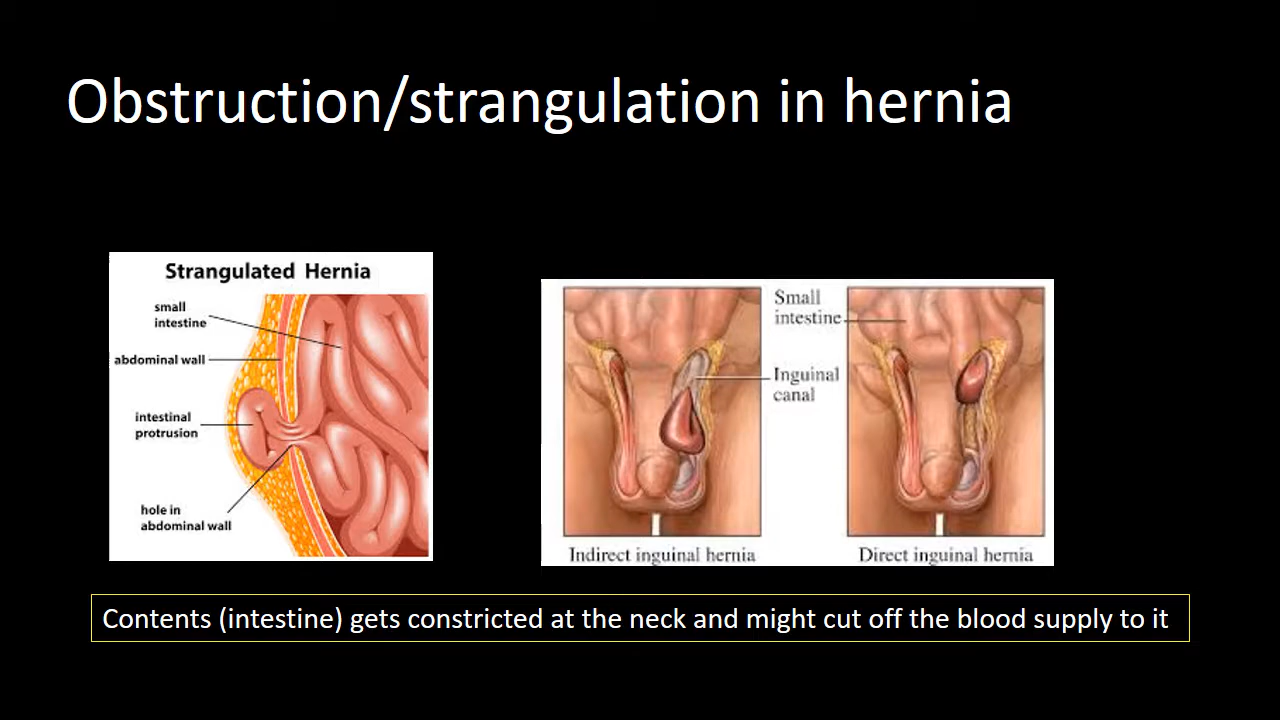 Obstruction/strangulation in hernia
Strangulated Hernia
small
intestine
abdominal wall
intestinal
protrusion
hole in
abdominal wall
Small
intestine
Inguinal
canal
Indirect inguinal hernia
Direct inguinal hernia
Contents (intestine) gets constricted at the neck and might cut off the blood supply to it